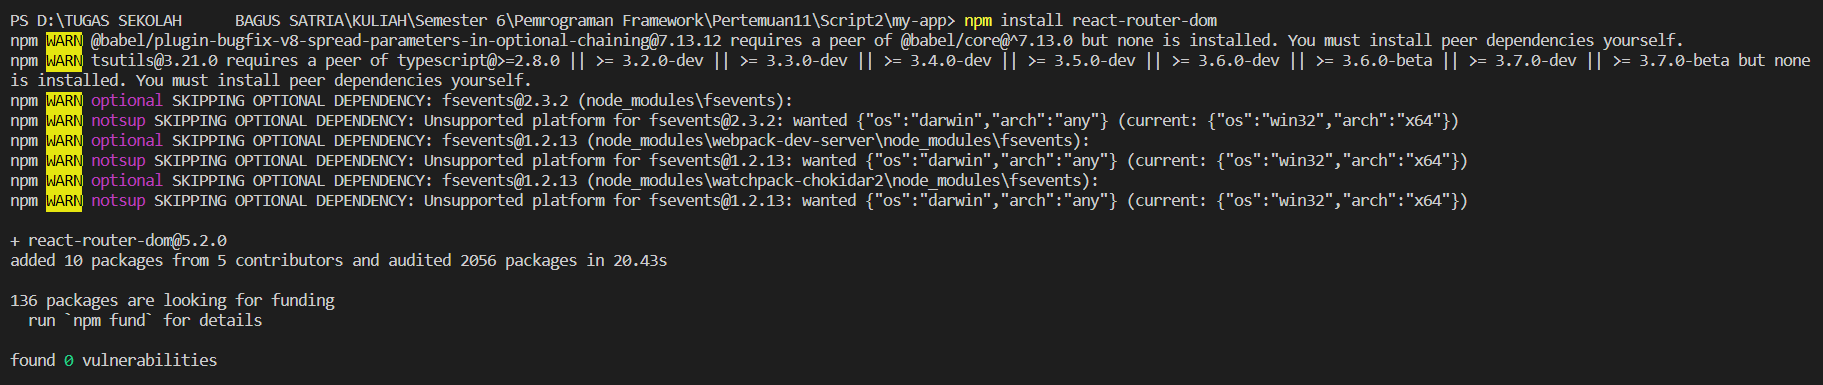 PS D:\TUGAS SEKOLAH      BAGUS SATRIA\KULIAH\Semester 6\Pemrograman Framework\Pertemuan11\Script2\my-app> npm install react-router-dom
npm WARN @babel/plugin-bugfix-v8-spread-parameters-in-optional-chaining@7.13.12 requires a peer of @babel/core@^7.13.0 but none is installed. You must install peer dependencies yourself.
npm WARN tsutils@3.21.0 requires a peer of typescript@>=2.8.0 || >= 3.2.0-dev || >= 3.3.0-dev || >= 3.4.0-dev || >= 3.5.0-dev || >= 3.6.0-dev || >= 3.6.0-beta || >= 3.7.0-dev || >= 3.7.0-beta but none
is installed. You must install peer dependencies yourself.
npm WARN optional SKIPPING OPTIONAL DEPENDENCY: fsevents@2.3.2 (node_modules\fsevents):
npm WARN notsup SKIPPING OPTIONAL DEPENDENCY: Unsupported platform for fsevents@2.3.2: wanted {"os":"darwin","arch":"any"} (current: {"os":"win32","arch":"x64"})
npm WARN optional SKIPPING OPTIONAL DEPENDENCY: fsevents@1.2.13 (node_modules\webpack-dev-server\node_modules\fsevents):
npm WARN notsup SKIPPING OPTIONAL DEPENDENCY: Unsupported platform for fsevents@1.2.13: wanted {"os":"darwin","arch":"any"} (current: {"os":"win32","arch":"x64"})
npm WARN optional SKIPPING OPTIONAL DEPENDENCY: fsevents@1.2.13 (node_modules\watchpack-chokidar2\node_modules\fsevents):
npm WARN notsup SKIPPING OPTIONAL DEPENDENCY: Unsupported platform for fsevents@1.2.13: wanted {"os":"darwin","arch":"any"} (current: {"os":"win32","arch":"x64"})
+ react-router-dom@5.2.0
added 10 packages from 5 contributors and audited 2056 packages in 20.43s
136 packages are looking for funding
  run `npm fund` for details
found 0 vulnerabilities